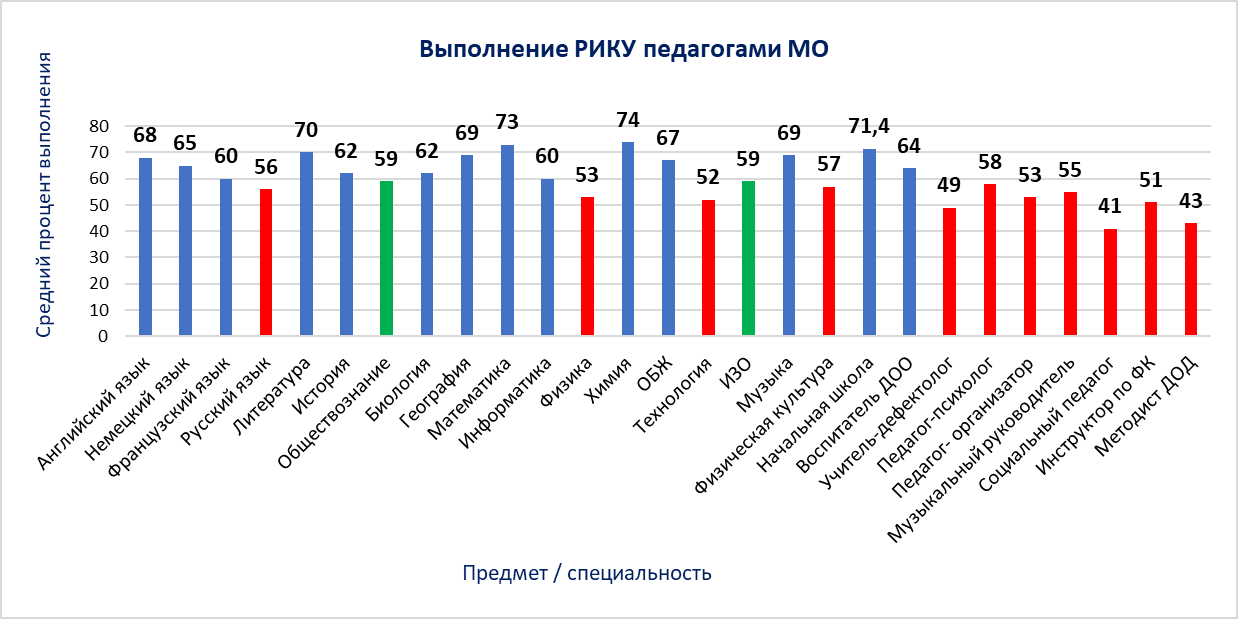 Выполнение РИКУ педагогами МО
Средний процент выполнения
80
70
60
50
40
30
20
10
0
68
65
60
56
70
62
59
62
69
73
60
53
74
67
52
59
69
57
71,4
64
49
58
53
55
41
51
43
Английский язык
Немецкий язык
Французский язык
Русский язык
Литература
История
Обществознание
Биология
География
Математика
Информатика
Физика
Химия
ОБЖ
Технология
ИЗО
Музыка
Физическая культура
Начальная школа
Воспитатель ДОО
Учитель-дефектолог
Педагог-психолог
Педагог- организатор
Музыкальный руководитель
Социальный педагог
Инструктор по ФК
Методист ДОД
Предмет / специальность